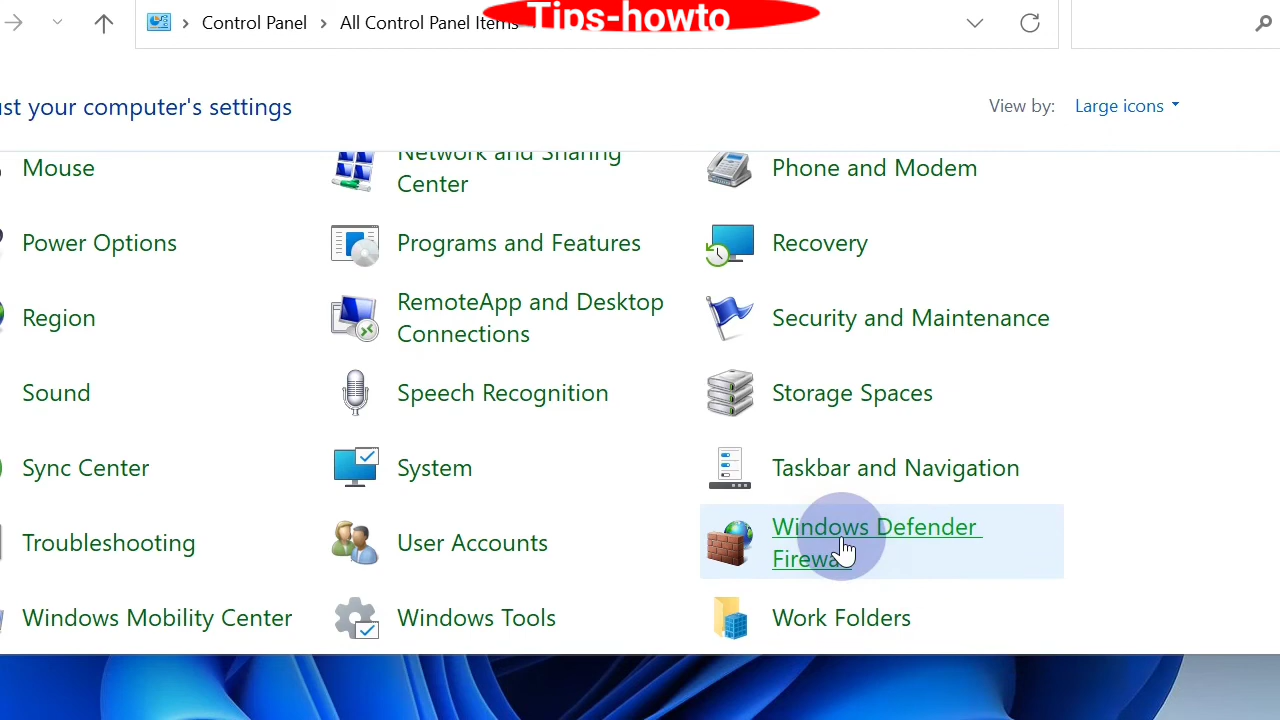 Tips-howto
Control Panel
All Control Panel Items
ust your computer's settings
View by: Large icons
Mouse
Network and Sharing
Center
Phone and Modem
Power Options
Programs and Features
Recovery
Region
RemoteApp and Desktop
Connections
Security and Maintenance
Sound
Speech Recognition
Storage Spaces
Sync Center
System
Taskbar and Navigation
Troubleshooting
User Accounts
Windows Defender
Firewall
Windows Mobility Center
Windows Tools
Work Folders